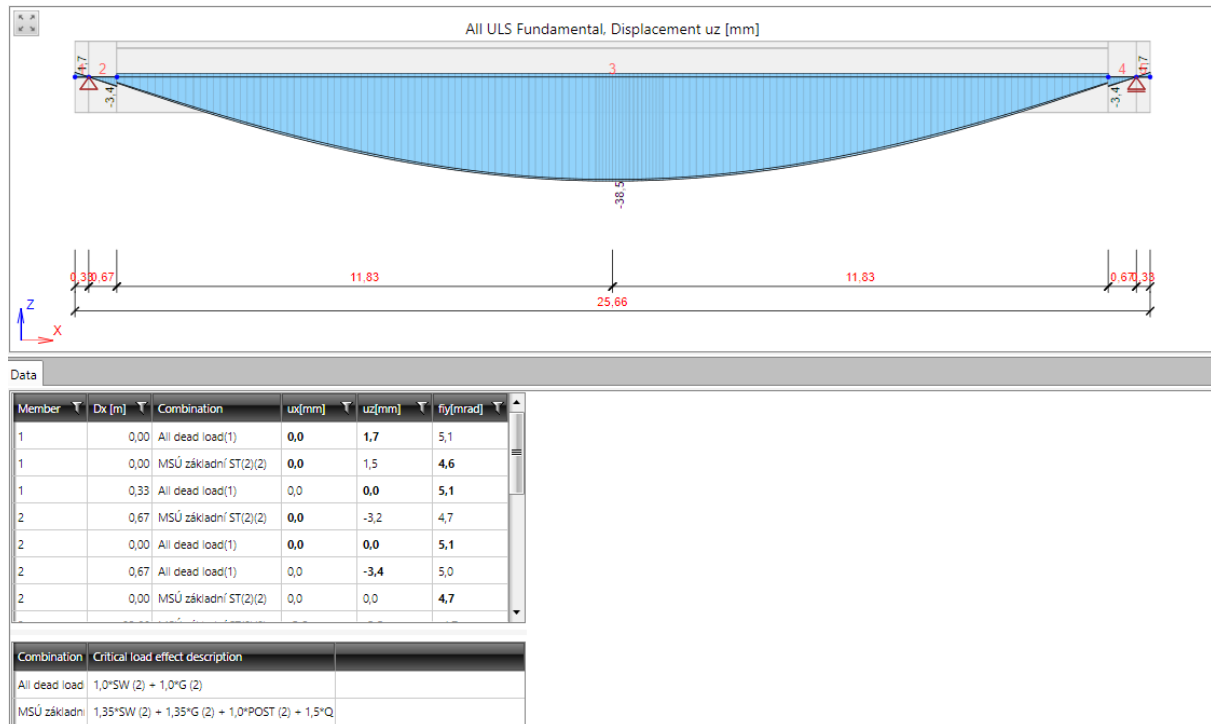 All ULS Fundamental, Displacement uz [mm]
1,7
2
3
4
1,7
-3,4
-3,4
-38,5
0,33
0,67
11,83
11,83
0,67
0,33
25,66
Z
X
Data
Member Dx [m] Combination ux[mm] uz[mm] fiy[mrad]
1 0,00 All dead load(1) 0,0 1,7 5,1
1 0,00 MSÚ základní ST(2)(2) 0,0 1,5 4,6
1 0,33 All dead load(1) 0,0 0,0 5,1
2 0,67 MSÚ základní ST(2)(2) 0,0 -3,2 4,7
2 0,00 All dead load(1) 0,0 0,0 5,1
2 0,67 All dead load(1) 0,0 -3,4 5,0
2 0,00 MSÚ základní ST(2)(2) 0,0 0,0 4,7
Combination Critical load effect description
All dead load 1,0*SW (2) + 1,0*G (2)
MSÚ základní 1,35*SW (2) + 1,35*G (2) + 1,0*POST (2) + 1,5*Q